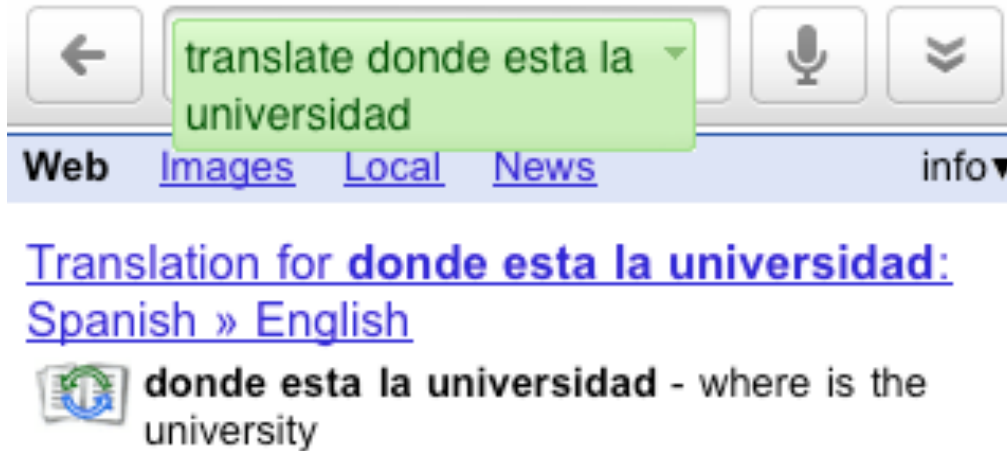 translate donde esta la
universidad
Web Images Local News info▼
Translation for donde esta la universidad:
Spanish » English
donde esta la universidad - where is the
university